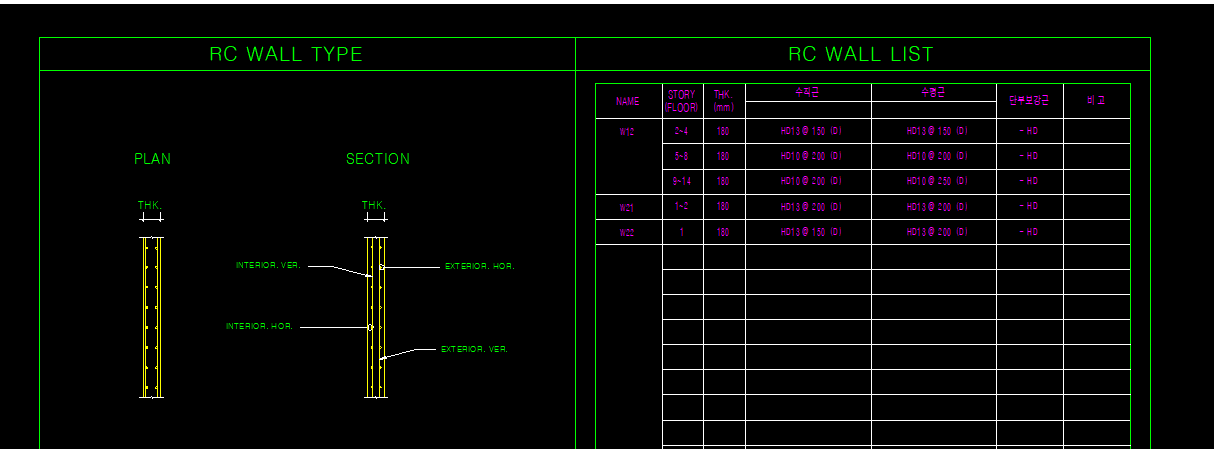 RC WALL TYPE
PLAN
SECTION
THK.
THK.
INTERIOR. VER.
EXTERIOR. HOR.
INTERIOR. HOR.
EXTERIOR. VER.
RC WALL LIST
NAME STORY (FLOOR) THK. (mm) 수직근 수평근 단부보강근 비 고
W12 2~4 180 HD13 @ 150 (D) HD13 @ 150 (D) - HD
5~8 180 HD10 @ 200 (D) HD10 @ 200 (D) - HD
9~14 180 HD10 @ 200 (D) HD10 @ 250 (D) - HD
W21 1~2 180 HD13 @ 200 (D) HD13 @ 200 (D) - HD
W22 1 180 HD13 @ 150 (D) HD13 @ 200 (D) - HD